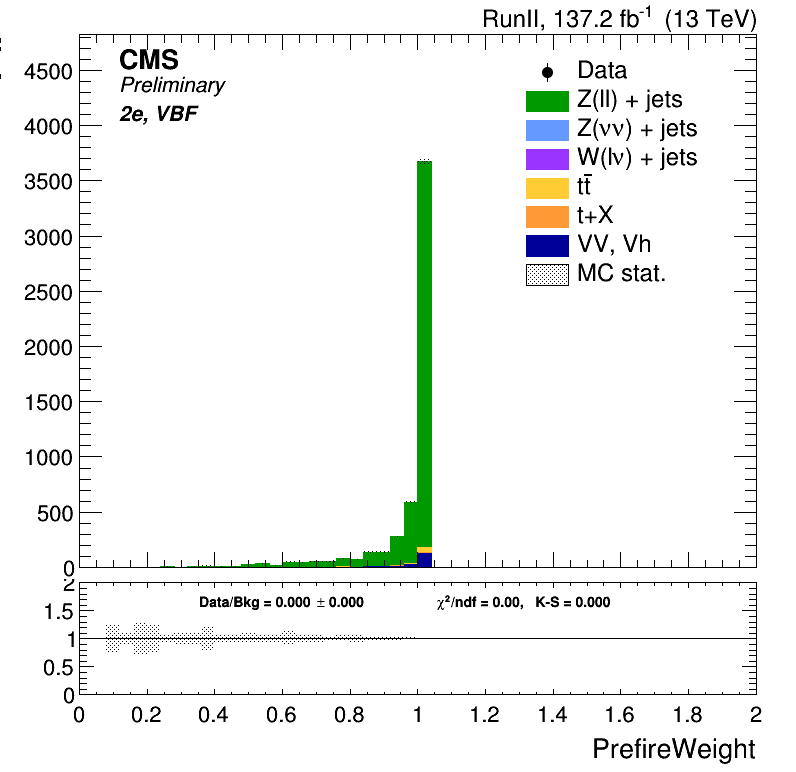 RunII, 137.2 fb-1 (13 TeV)
CMS
Preliminary
2e, VBF
Data
Z(ll) + jets
Z(νν) + jets
W(lν) + jets
tt̄
t+X
VV, Vh
MC stat.
4500
4000
3500
3000
2500
2000
1500
1000
500
0
Data/Bkg = 0.000 ± 0.000
χ²/ndf = 0.00, K-S = 0.000
2
1.5
1
0.5
0
0 0.2 0.4 0.6 0.8 1 1.2 1.4 1.6 1.8 2
PrefireWeight